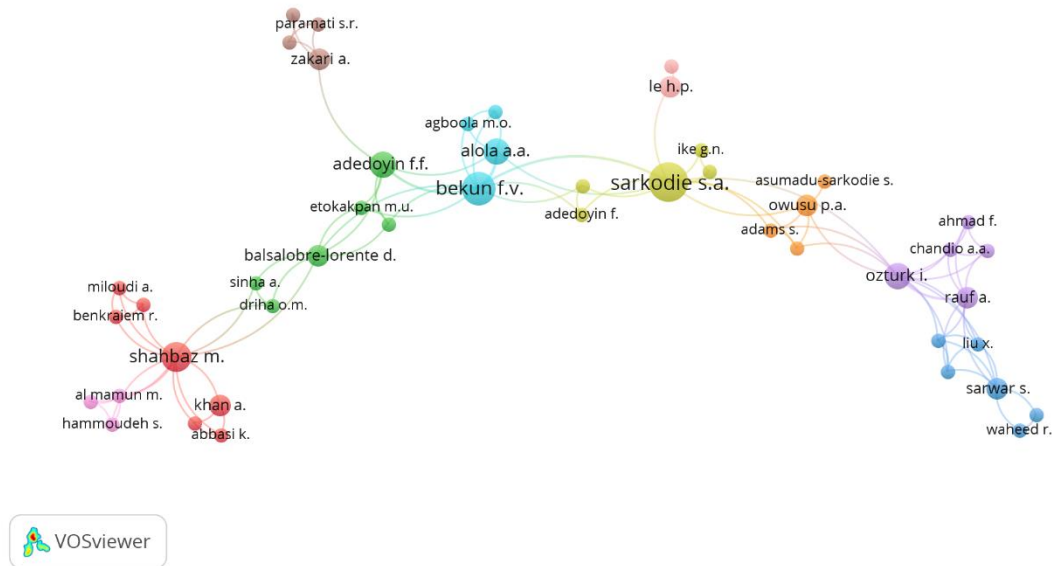 paramati s.r.
zakari a.
le h.p.
agboola m.o.
alola a.a.
ike g.n.
adedoyin f.f.
bekun f.v.
sarkodie s.a.
asumadu-sarkodie s.
etokakpan m.u.
adedoyin f.
owusu p.a.
adams s.
ahmad f.
chandio a.a.
balsalobre-lorente d.
ozturk i.
sinha a.
driha o.m.
rauf a.
miloudi a.
benkraiem r.
liu x.
shahbaz m.
sarwar s.
al mamun m.
khan a.
hammoudeh s.
abbasi k.
waheed r.
VOSviewer